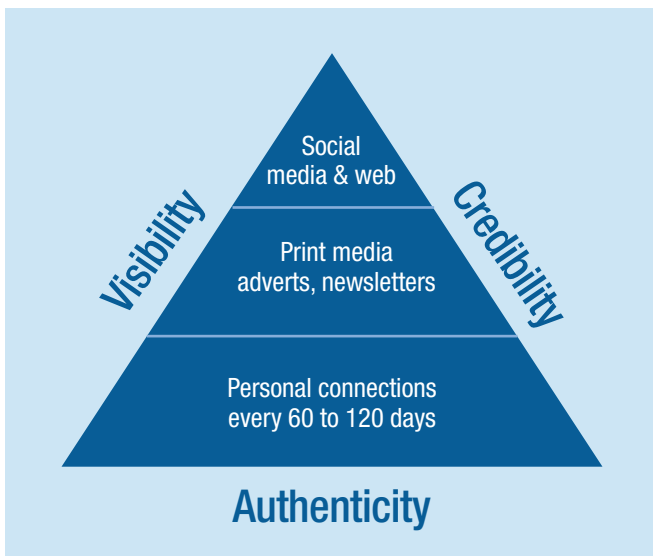 Social
media & web
Visibility
Credibility
Print media
adverts, newsletters
Personal connections
every 60 to 120 days
Authenticity